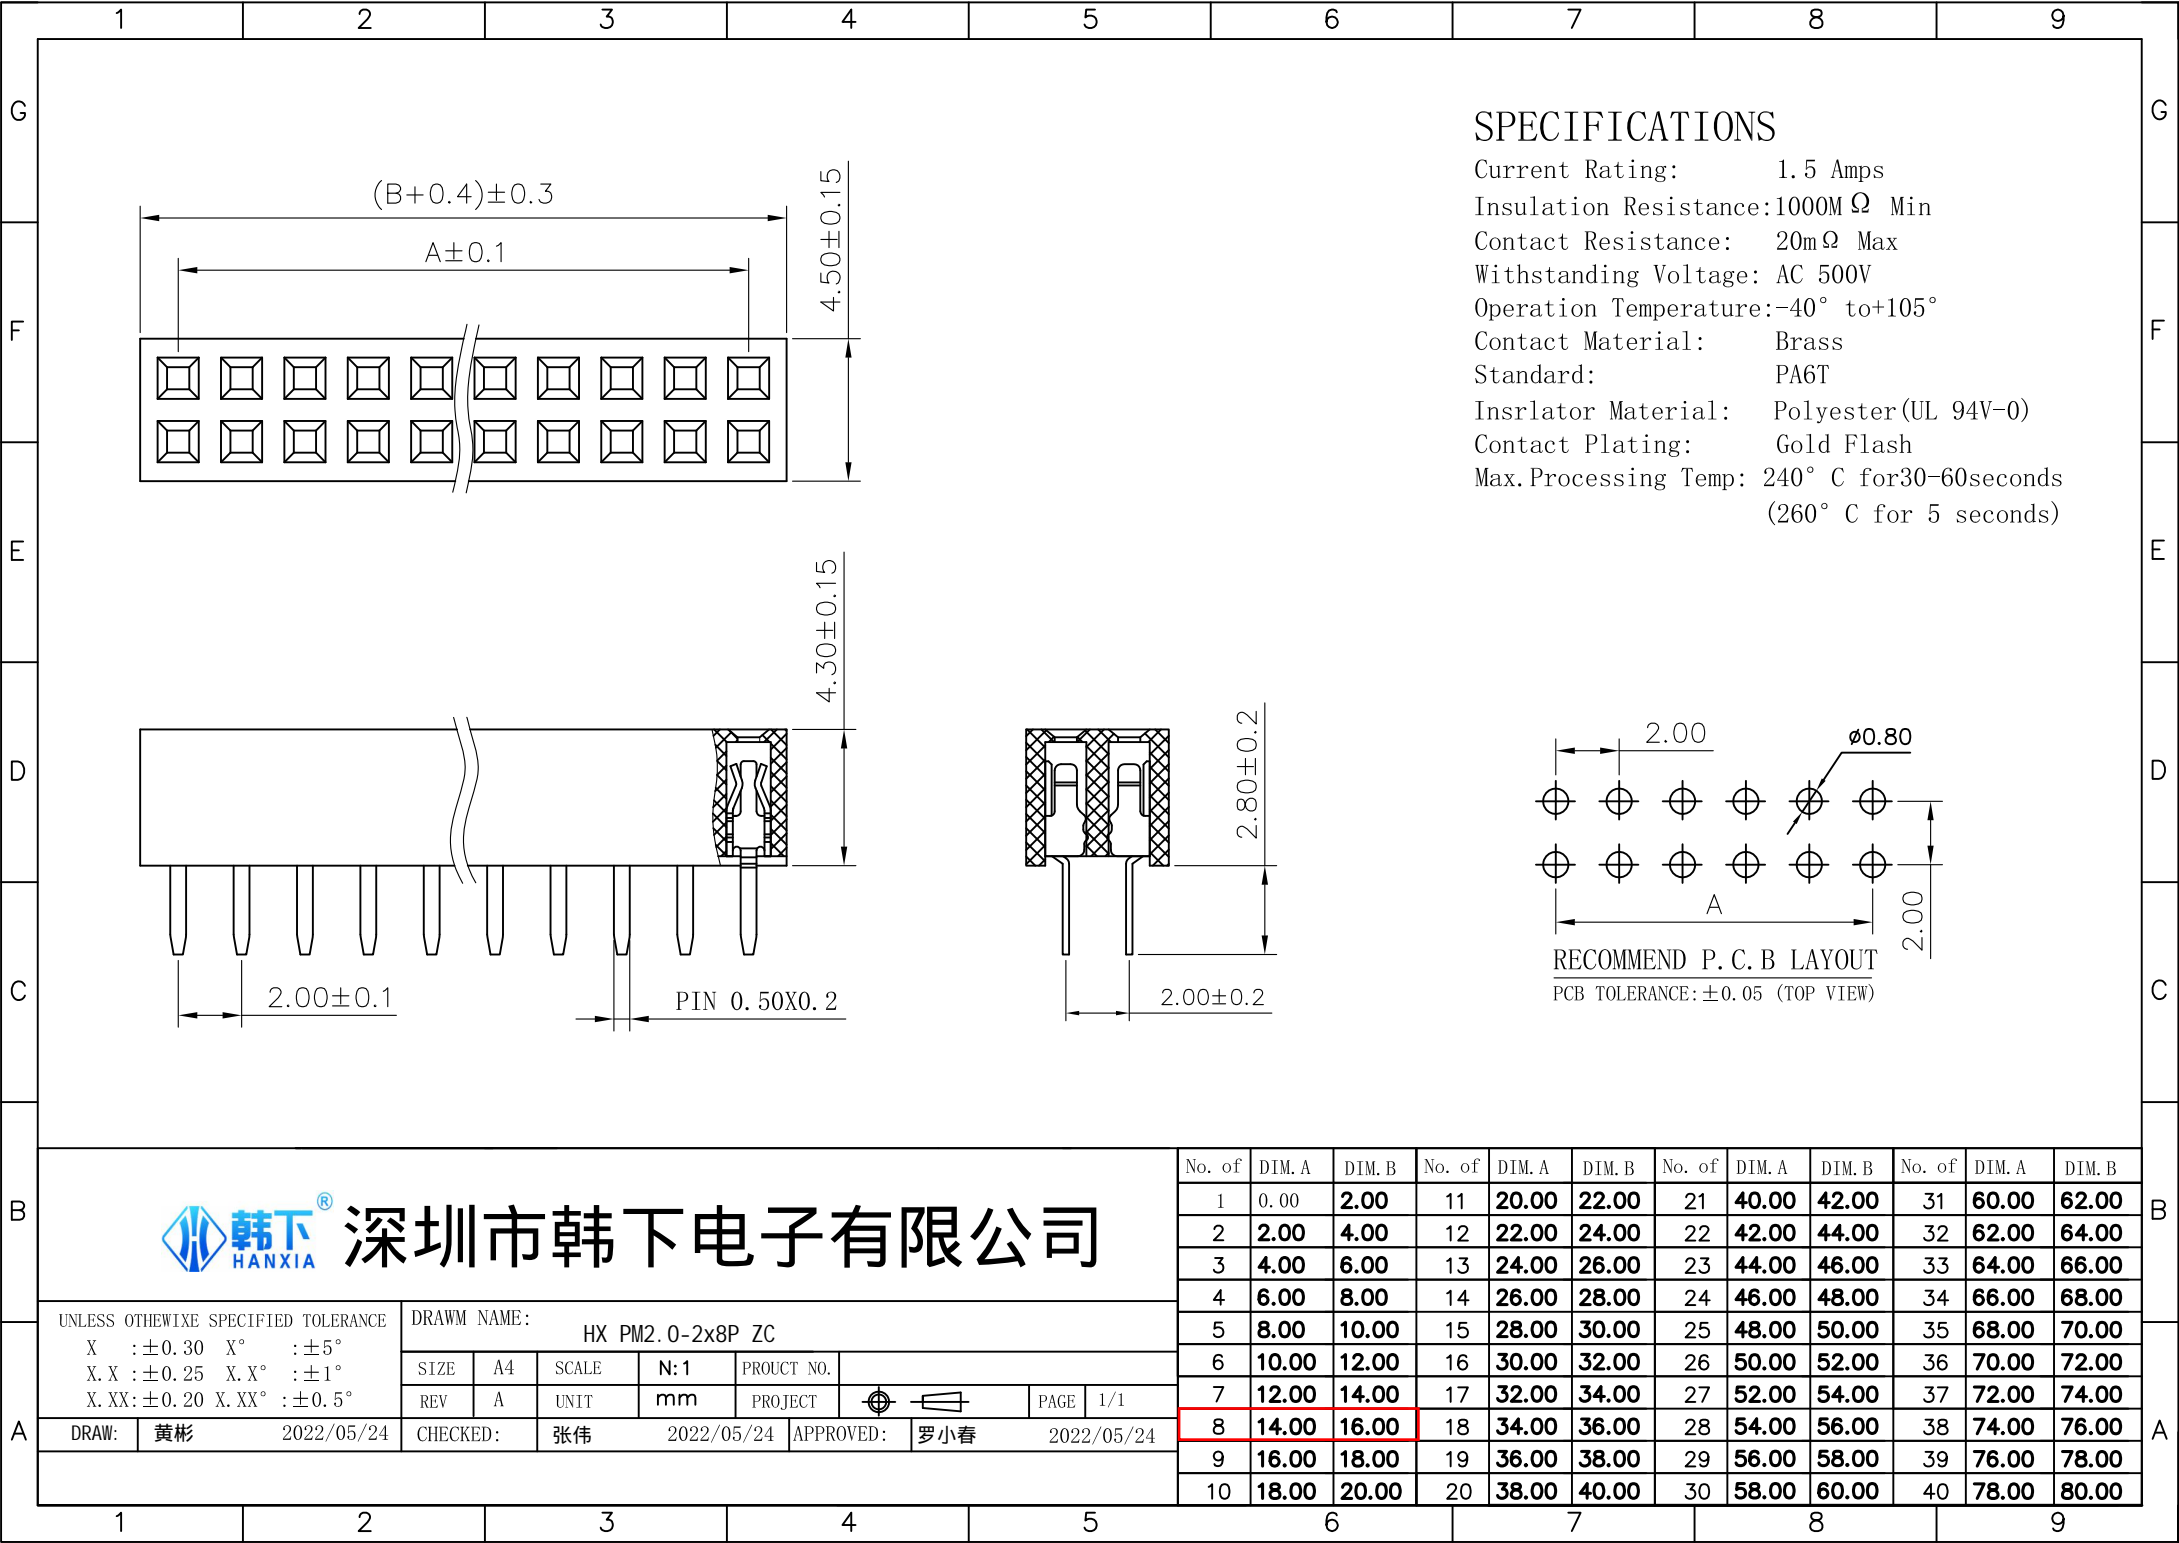 1 2 3 4 5 6 7 8 9
G G
F F
E E
D D
C C
B B
A A
(B+0.4)±0.3
A±0.1
4.50±0.15
SPECIFICATIONS
Current Rating: 1.5 Amps
Insulation Resistance:1000MΩ Min
Contact Resistance: 20mΩ Max
Withstanding Voltage: AC 500V
Operation Temperature:-40° to+105°
Contact Material: Brass
Standard: PA6T
Insrlator Material: Polyester(UL 94V-0)
Contact Plating: Gold Flash
Max.Processing Temp: 240° C for30-60seconds
(260° C for 5 seconds)
4.30±0.15
2.00±0.1
PIN 0.50X0.2
2.80±0.2
2.00±0.2
2.00
ø0.80
A
2.00
RECOMMEND P.C.B LAYOUT
PCB TOLERANCE:±0.05 (TOP VIEW)
韩下® HANXIA
深圳市韩下电子有限公司
UNLESS OTHEWIXE SPECIFIED TOLERANCE
X :±0.30 X° :±5°
X.X :±0.25 X.X° :±1°
X.XX:±0.20 X.XX° :±0.5°
DRAWM NAME:
HX PM2.0-2x8P ZC
SIZE A4 SCALE N:1 PROUCT NO.
REV A UNIT mm PROJECT PAGE 1/1
DRAW: 黄彬 2022/05/24 CHECKED: 张伟 2022/05/24 APPROVED: 罗小春 2022/05/24
No. of DIM.A DIM.B No. of DIM.A DIM.B No. of DIM.A DIM.B No. of DIM.A DIM.B
1 0.00 2.00 11 20.00 22.00 21 40.00 42.00 31 60.00 62.00
2 2.00 4.00 12 22.00 24.00 22 42.00 44.00 32 62.00 64.00
3 4.00 6.00 13 24.00 26.00 23 44.00 46.00 33 64.00 66.00
4 6.00 8.00 14 26.00 28.00 24 46.00 48.00 34 66.00 68.00
5 8.00 10.00 15 28.00 30.00 25 48.00 50.00 35 68.00 70.00
6 10.00 12.00 16 30.00 32.00 26 50.00 52.00 36 70.00 72.00
7 12.00 14.00 17 32.00 34.00 27 52.00 54.00 37 72.00 74.00
8 14.00 16.00 18 34.00 36.00 28 54.00 56.00 38 74.00 76.00
9 16.00 18.00 19 36.00 38.00 29 56.00 58.00 39 76.00 78.00
10 18.00 20.00 20 38.00 40.00 30 58.00 60.00 40 78.00 80.00
1 2 3 4 5 6 7 8 9